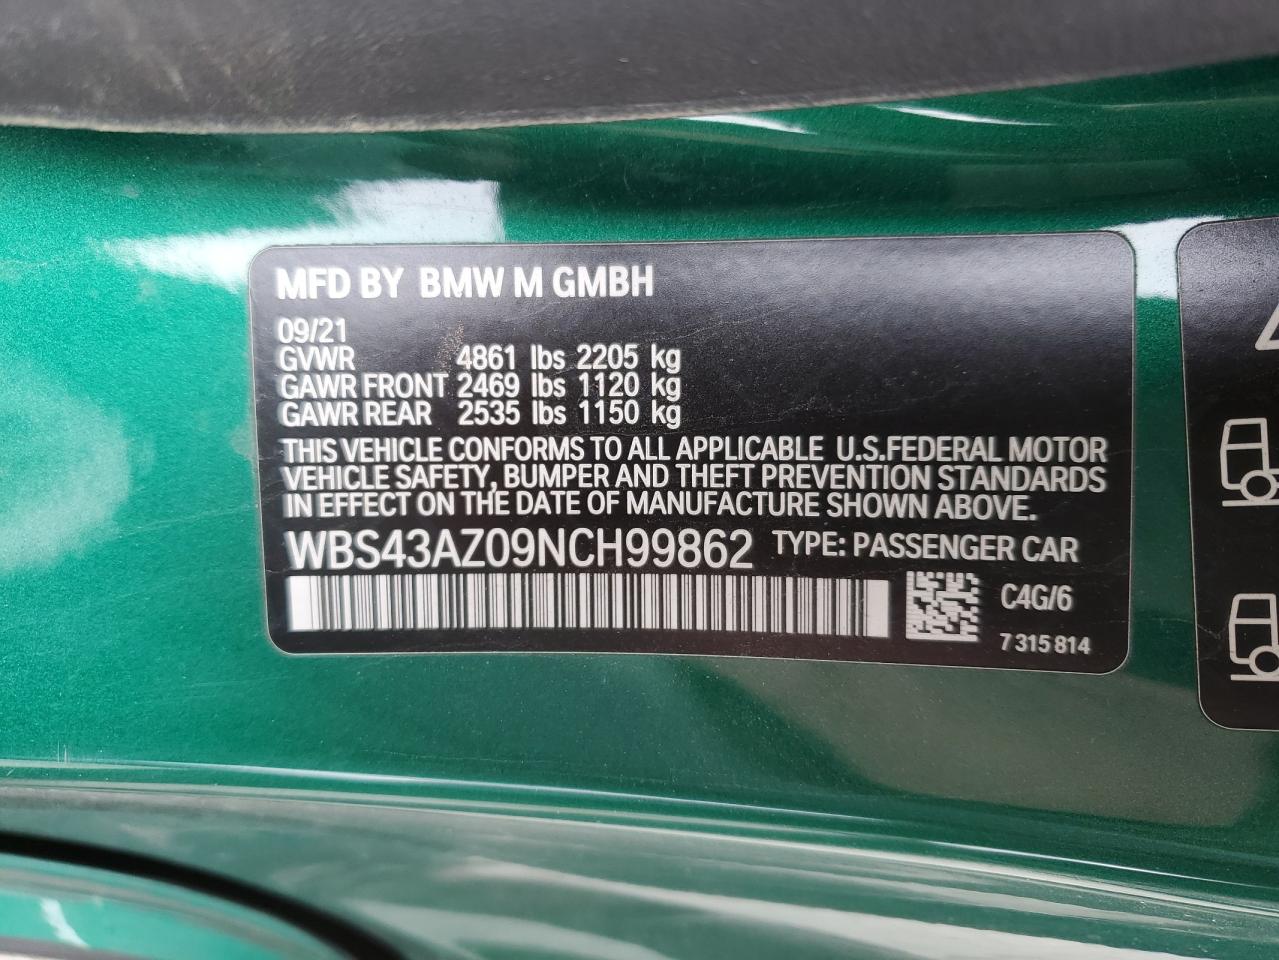 MFD BY BMW M GMBH
09/21
GVWR 4861 lbs 2205 kg
GAWR FRONT 2469 lbs 1120 kg
GAWR REAR 2535 lbs 1150 kg
THIS VEHICLE CONFORMS TO ALL APPLICABLE U.S.FEDERAL MOTOR
VEHICLE SAFETY, BUMPER AND THEFT PREVENTION STANDARDS
IN EFFECT ON THE DATE OF MANUFACTURE SHOWN ABOVE.
WBS43AZ09NCH99862 TYPE: PASSENGER CAR
C4G/6
7 315 814